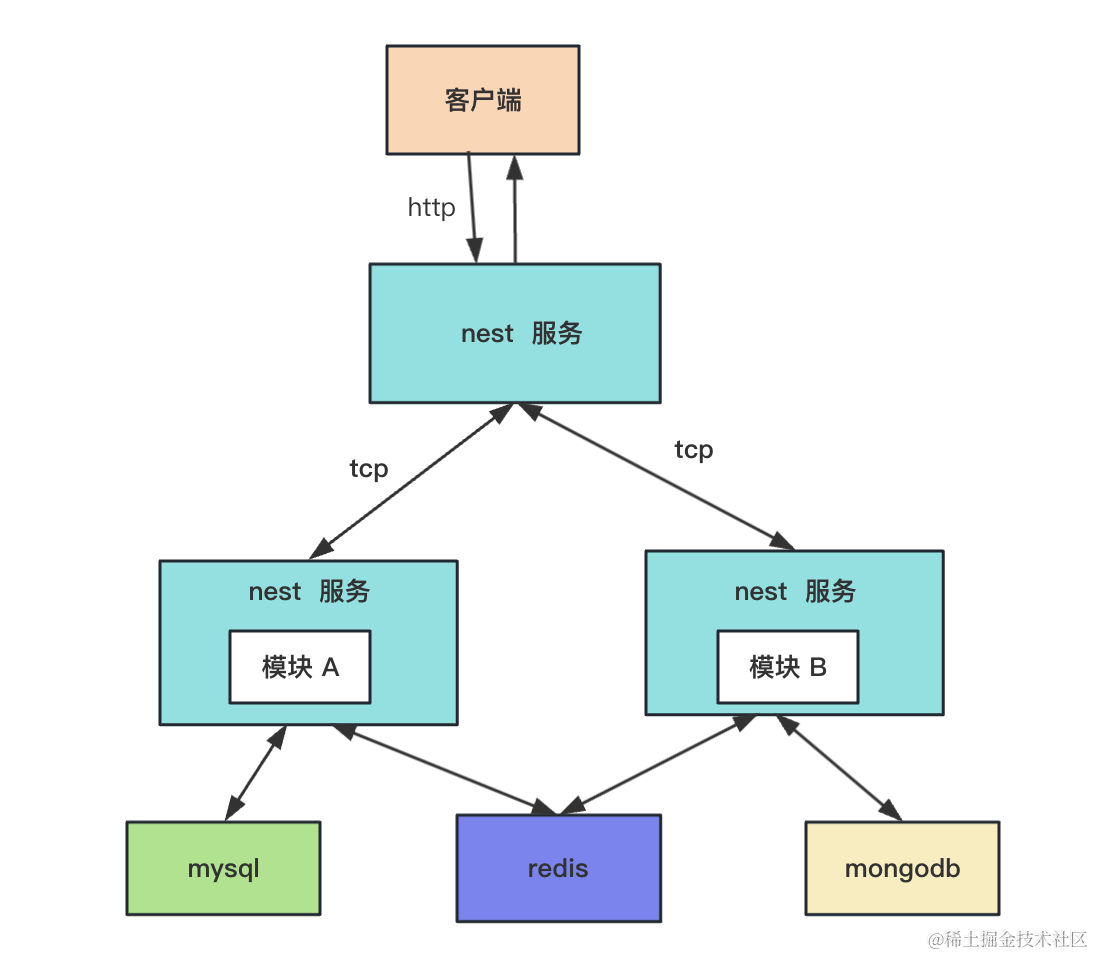 客户端
http
nest 服务
tcp
tcp
nest 服务
模块 A
nest 服务
模块 B
mysql
redis
mongodb
@稀土掘金技术社区